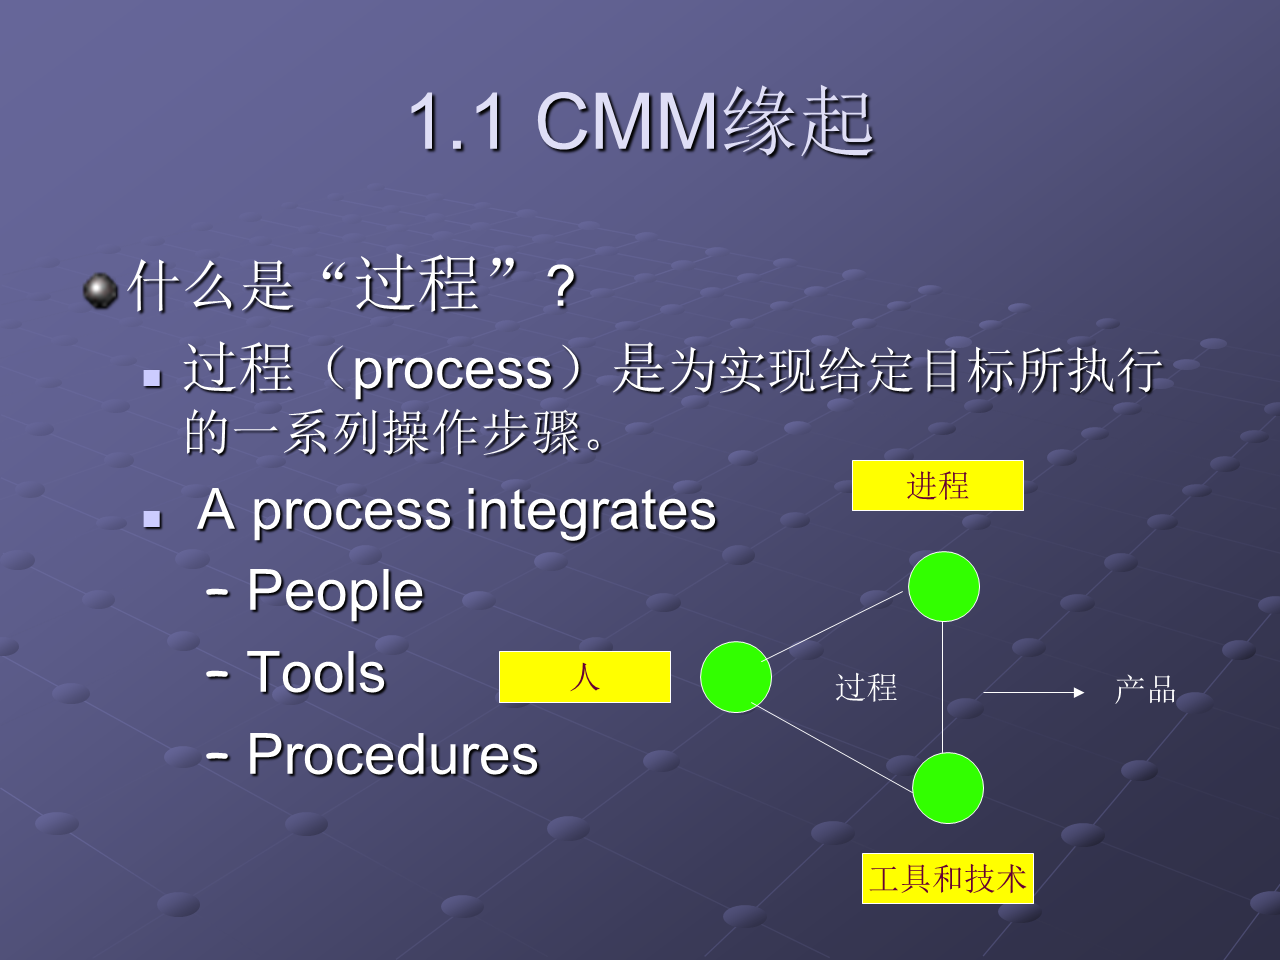 1.1 CMM缘起
什么是“过程”?
过程（process）是为实现给定目标所执行
的一系列操作步骤。
A process integrates
－People
－Tools
－Procedures
进程
人
过程
产品
工具和技术